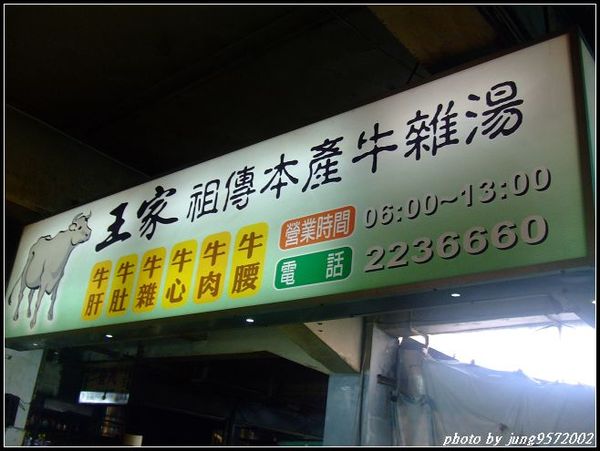 王家 祖傳本產牛雜湯
牛肝 牛肚 牛雜 牛心 牛肉 牛腰
營業時間 06:00~13:00
電話 2236660
photo by jung9572002